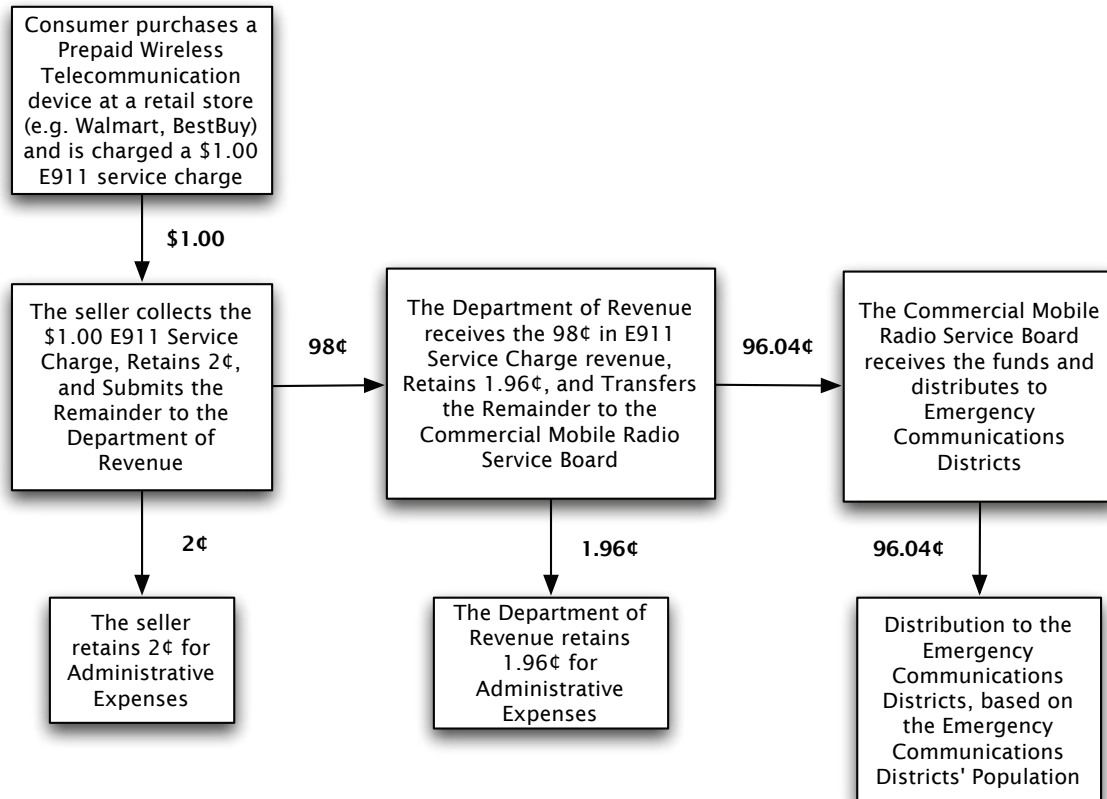 Consumer purchases a
Prepaid Wireless
Telecommunication
device at a retail store
(e.g. Walmart, BestBuy)
and is charged a $1.00
E911 service charge
$1.00
The seller collects the
$1.00 E911 Service
Charge, Retains 2¢,
and Submits the
Remainder to the
Department of
Revenue
98¢
The Department of Revenue
receives the 98¢ in E911
Service Charge revenue,
Retains 1.96¢, and Transfers
the Remainder to the
Commercial Mobile Radio
Service Board
96.04¢
The Commercial Mobile
Radio Service Board
receives the funds and
distributes to
Emergency
Communications
Districts
2¢
1.96¢
96.04¢
The seller
retains 2¢ for
Administrative
Expenses
The Department of
Revenue retains
1.96¢ for
Administrative
Expenses
Distribution to the
Emergency
Communications
Districts, based on
the Emergency
Communications
Districts' Population